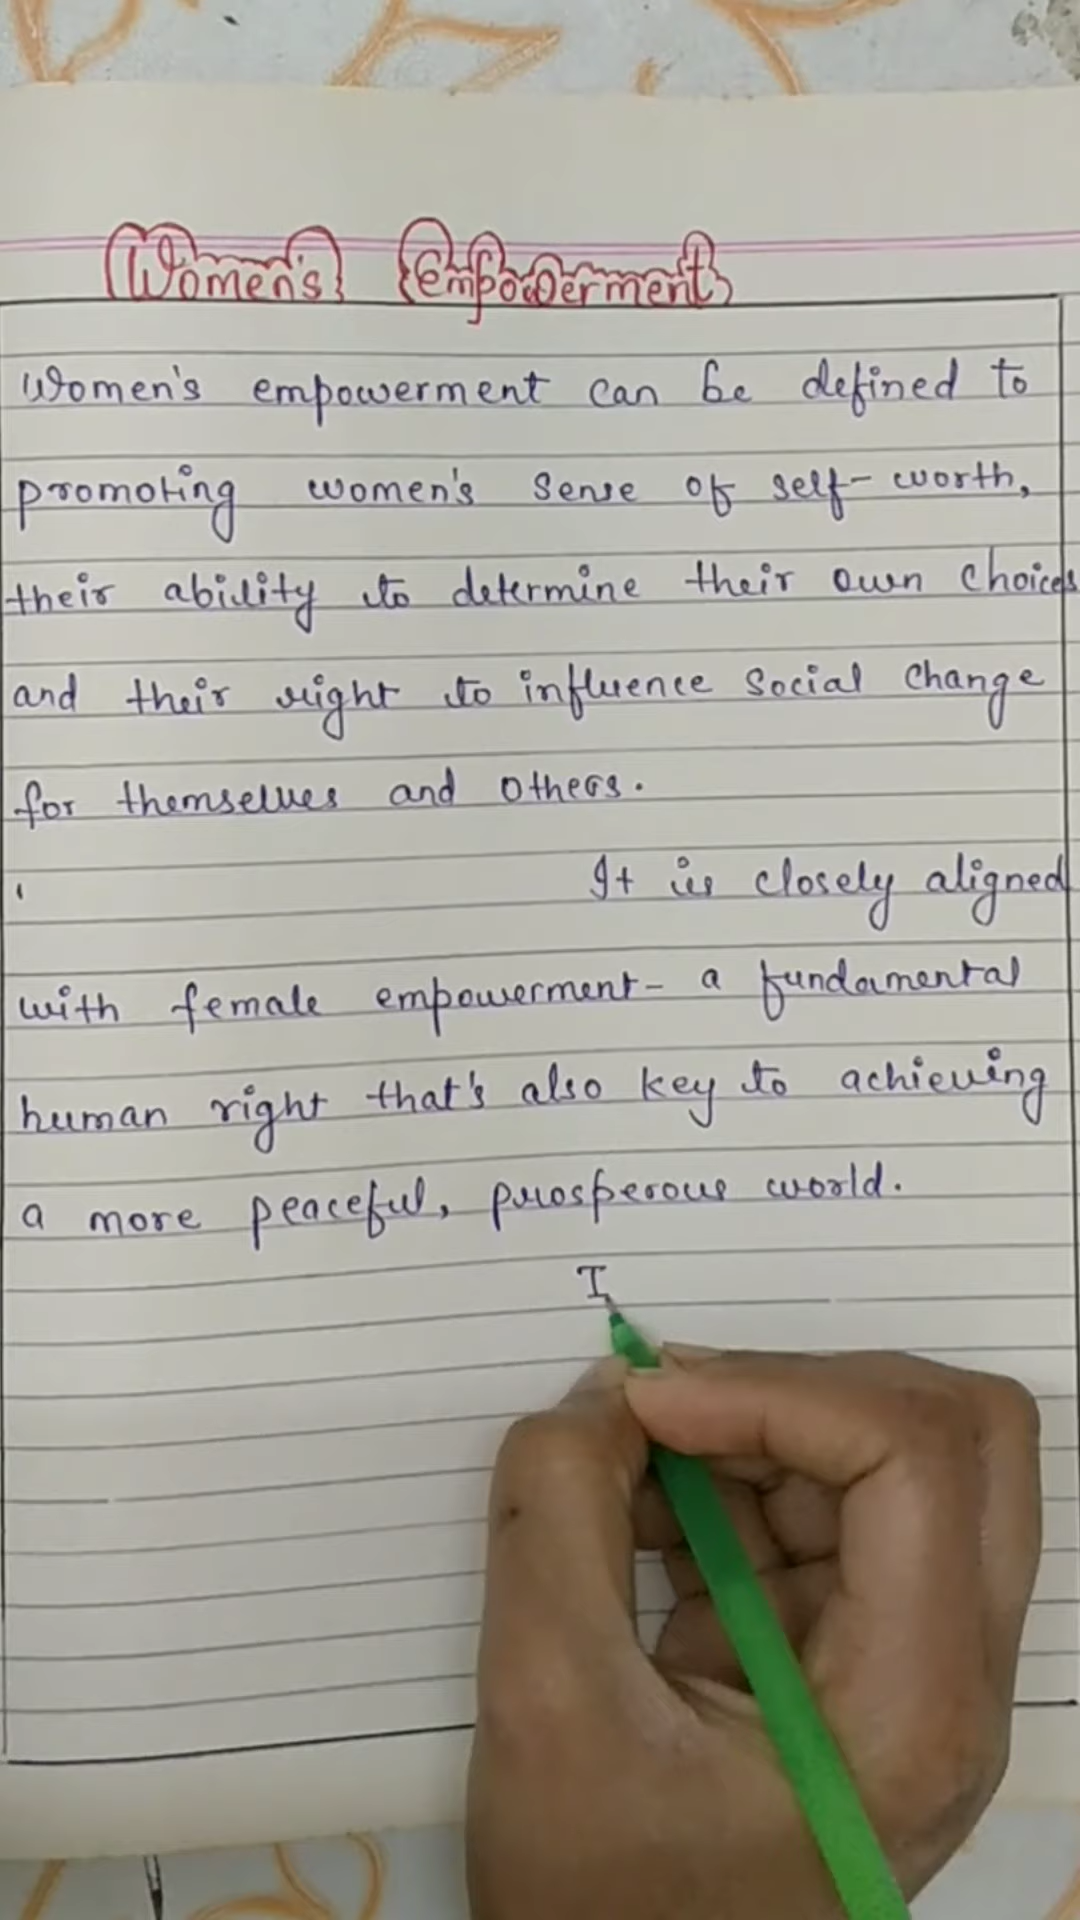 Women's Empowerment
Women's empowerment can be defined to
promoting women's sense of self-worth,
their ability to determine their own choices
and their right to influence social change
for themselves and others.
It is closely aligned
with female empowerment- a fundamental
human right that's also key to achieving
a more peaceful, prosperous world.
I